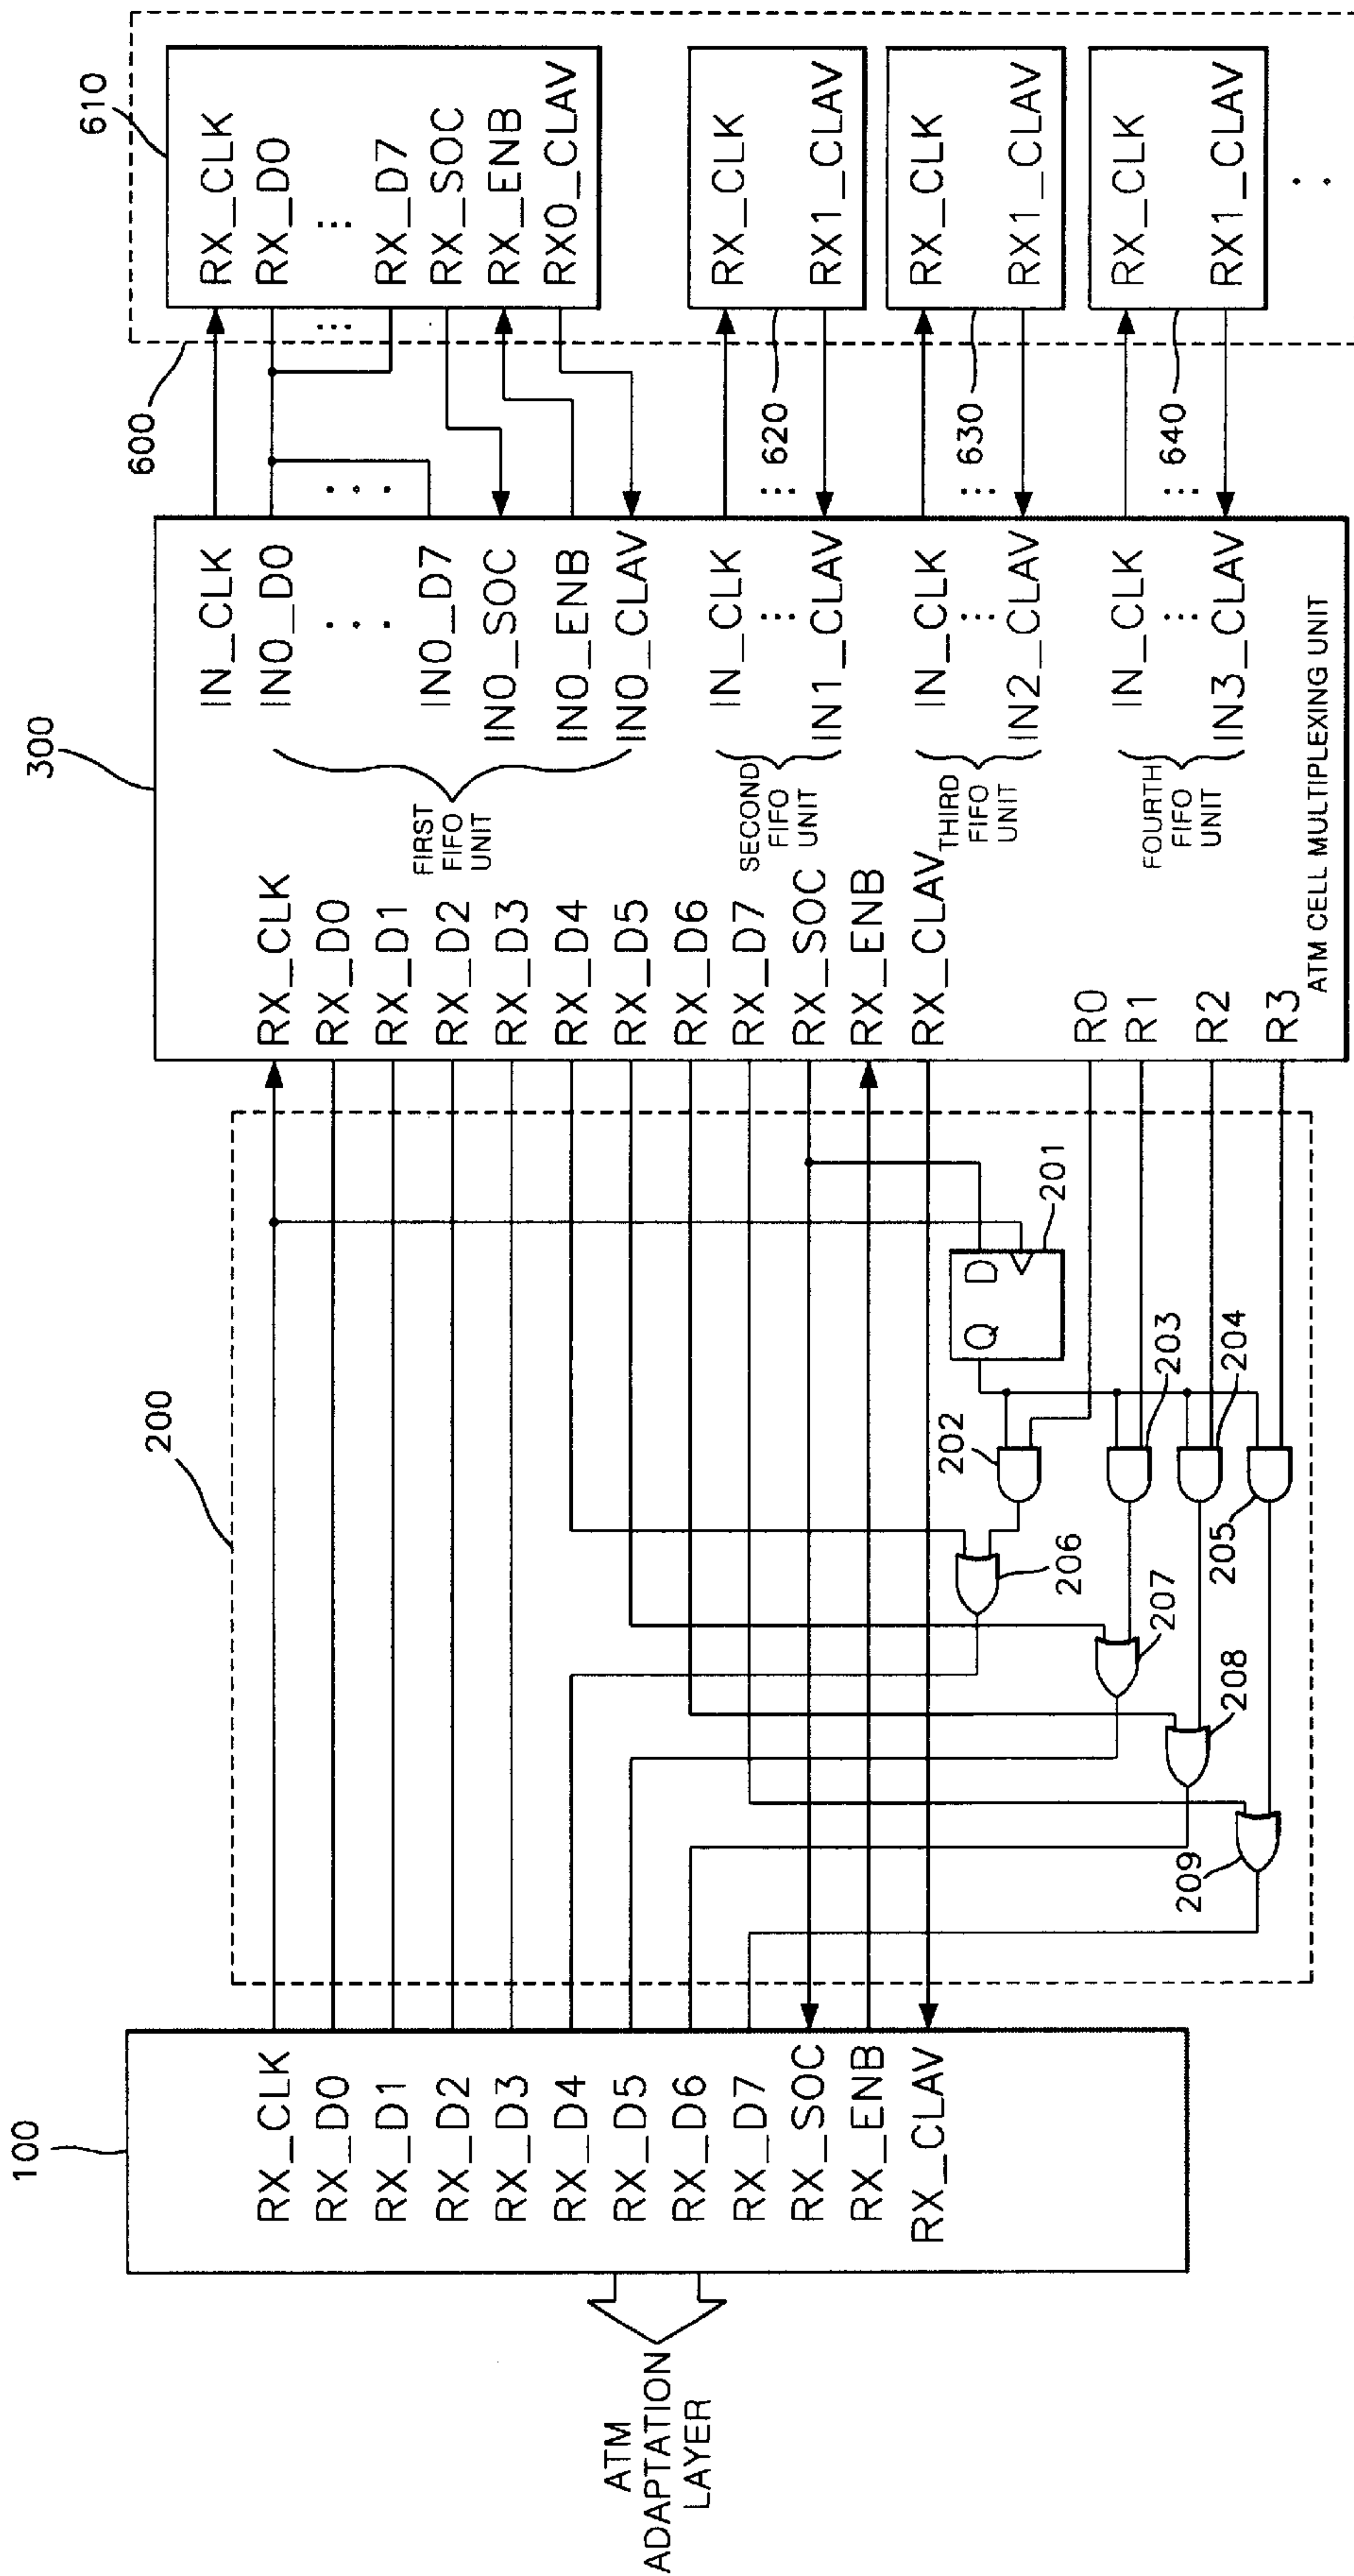 100
ATM
ADAPTATION
LAYER
RX_CLK
RX_D0
RX_D1
RX_D2
RX_D3
RX_D4
RX_D5
RX_D6
RX_D7
RX_SOC
RX_ENB
RX_CLAV
200
Q
D
201
202
203
204
205
206
207
208
209
300
RX_CLK
RX_D0
RX_D1
RX_D2
RX_D3
RX_D4
RX_D5
RX_D6
RX_D7
RX_SOC
RX_ENB
RX_CLAV
R0
R1
R2
R3
FIRST
FIFO
UNIT
SECOND
FIFO
UNIT
THIRD
FIFO
UNIT
FOURTH
FIFO
UNIT
IN_CLK
IN0_D0
IN0_D7
IN0_SOC
IN0_ENB
IN0_CLAV
IN_CLK
IN1_CLAV
IN_CLK
IN2_CLAV
IN_CLK
IN3_CLAV
ATM CELL MULTIPLEXING UNIT
600
610
RX_CLK
RX_D0
RX_D7
RX_SOC
RX_ENB
RX0_CLAV
620
RX_CLK
RX1_CLAV
630
RX_CLK
RX1_CLAV
640
RX_CLK
RX1_CLAV